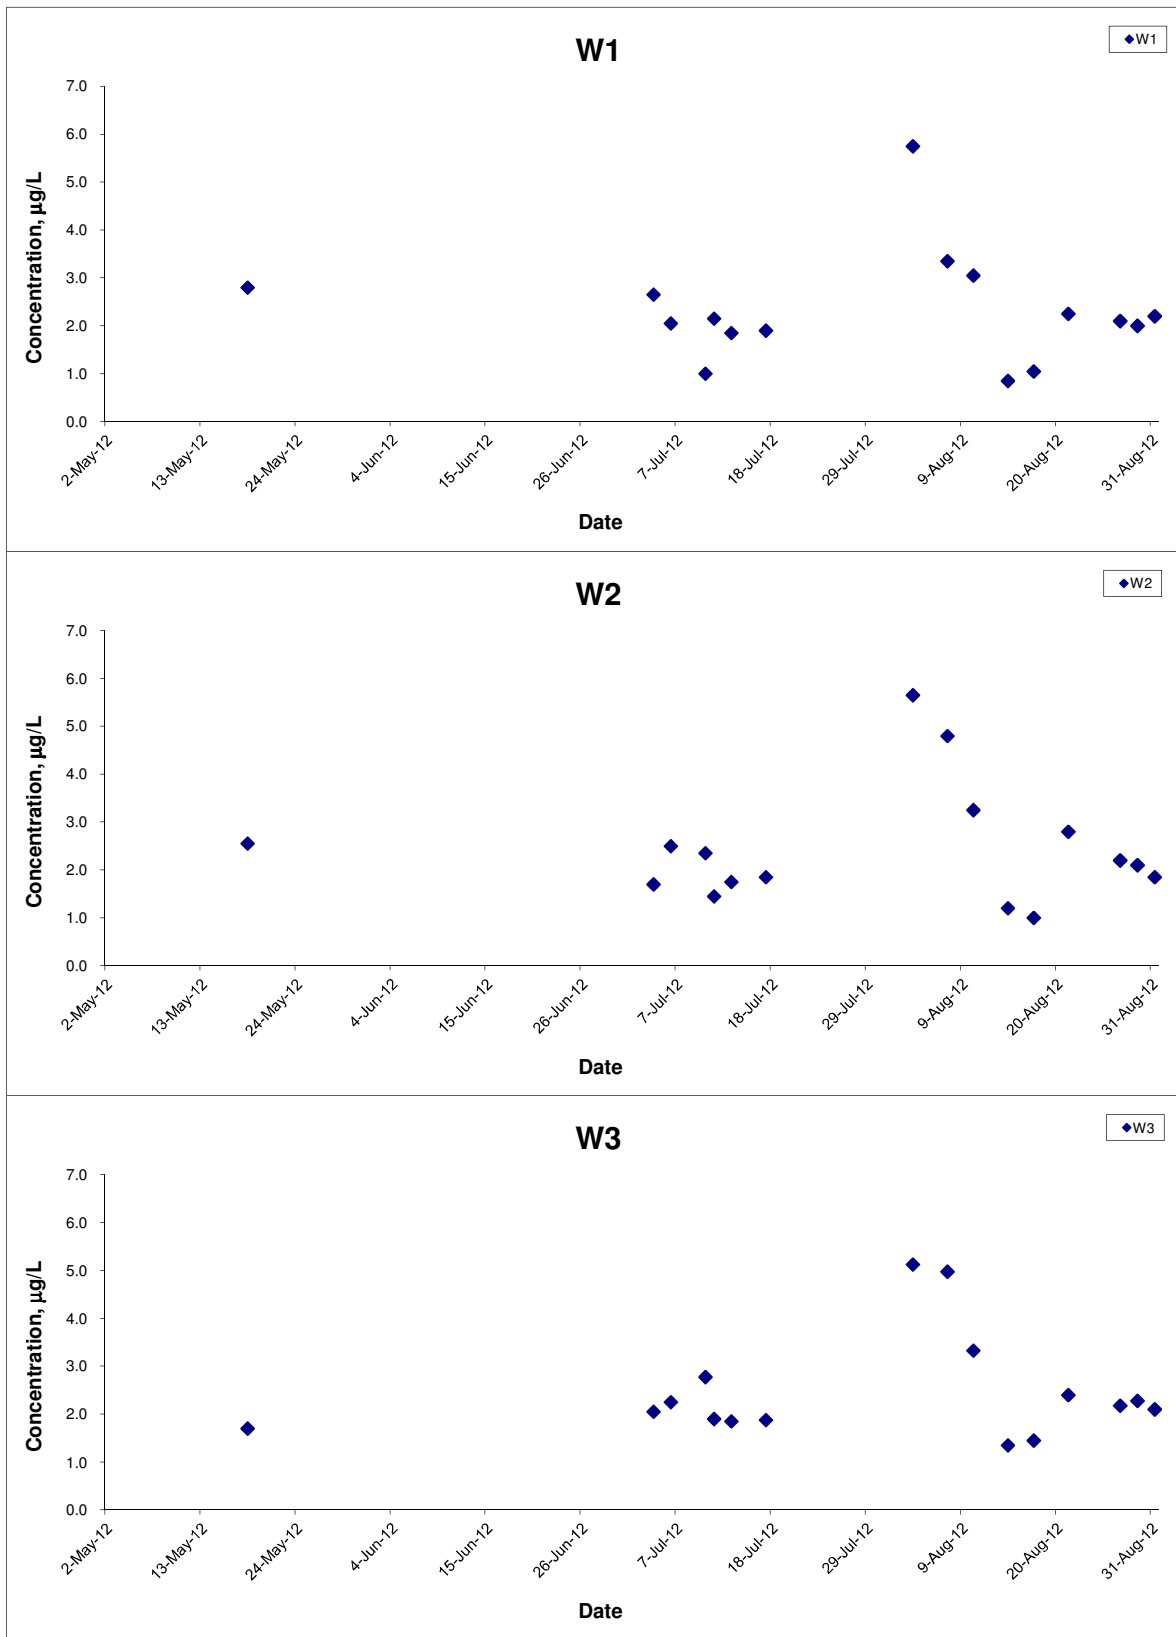 W1
W1
7.0
6.0
5.0
4.0
3.0
2.0
1.0
0.0
Concentration, µg/L
2-May-12 13-May-12 24-May-12 4-Jun-12 15-Jun-12 26-Jun-12 7-Jul-12 18-Jul-12 29-Jul-12 9-Aug-12 20-Aug-12 31-Aug-12
Date
W2
W2
7.0
6.0
5.0
4.0
3.0
2.0
1.0
0.0
Concentration, µg/L
2-May-12 13-May-12 24-May-12 4-Jun-12 15-Jun-12 26-Jun-12 7-Jul-12 18-Jul-12 29-Jul-12 9-Aug-12 20-Aug-12 31-Aug-12
Date
W3
W3
7.0
6.0
5.0
4.0
3.0
2.0
1.0
0.0
Concentration, µg/L
2-May-12 13-May-12 24-May-12 4-Jun-12 15-Jun-12 26-Jun-12 7-Jul-12 18-Jul-12 29-Jul-12 9-Aug-12 20-Aug-12 31-Aug-12
Date